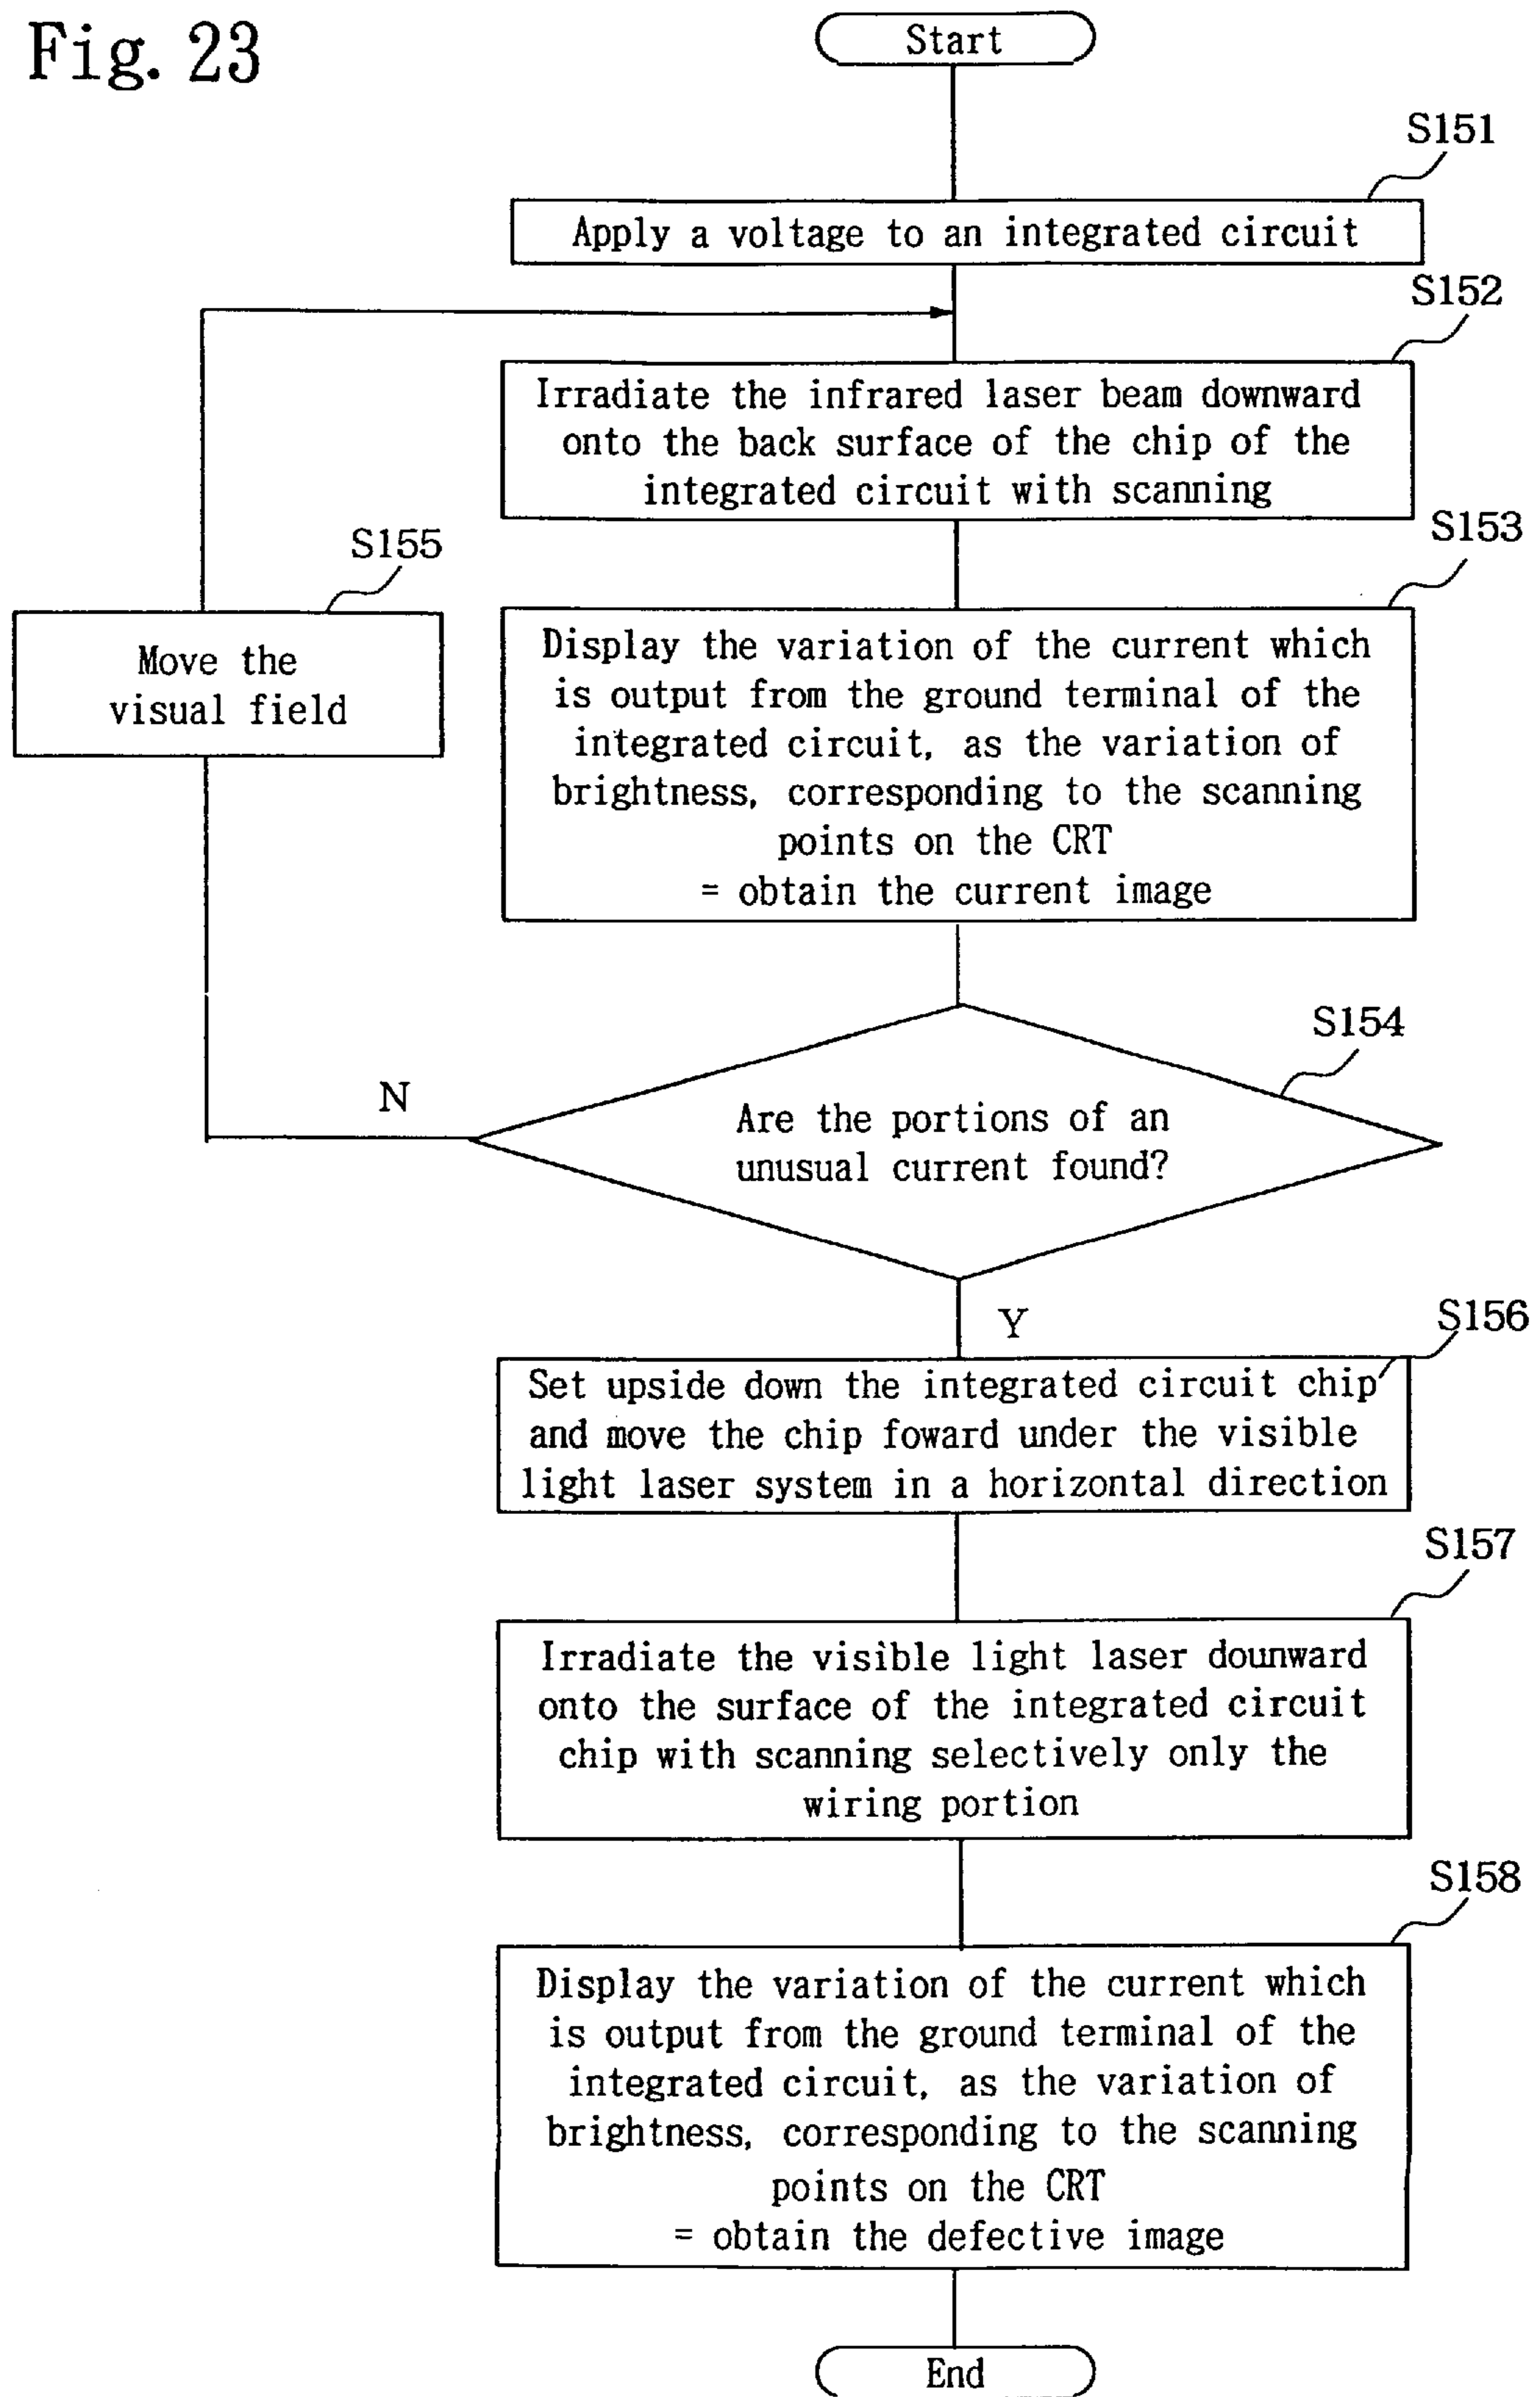 Fig. 23
Start
S151
Apply a voltage to an integrated circuit
S152
Irradiate the infrared laser beam downward
onto the back surface of the chip of the
integrated circuit with scanning
S153
Display the variation of the current which
is output from the ground terminal of the
integrated circuit, as the variation of
brightness, corresponding to the scanning
points on the CRT
= obtain the current image
S155
Move the
visual field
S154
Are the portions of an
unusual current found?
N
Y
S156
Set upside down the integrated circuit chip
and move the chip foward under the visible
light laser system in a horizontal direction
S157
Irradiate the visible light laser dounward
onto the surface of the integrated circuit
chip with scanning selectively only the
wiring portion
S158
Display the variation of the current which
is output from the ground terminal of the
integrated circuit, as the variation of
brightness, corresponding to the scanning
points on the CRT
= obtain the defective image
End